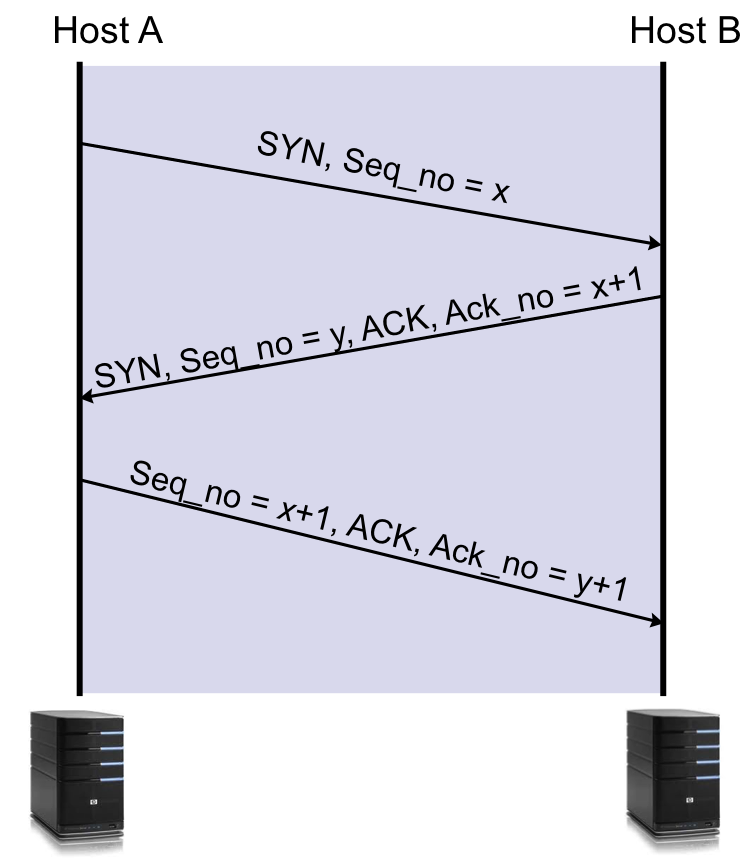 Host A
Host B
SYN, Seq_no = x
SYN, Seq_no = y, ACK, Ack_no = x+1
Seq_no = x+1, ACK, Ack_no = y+1